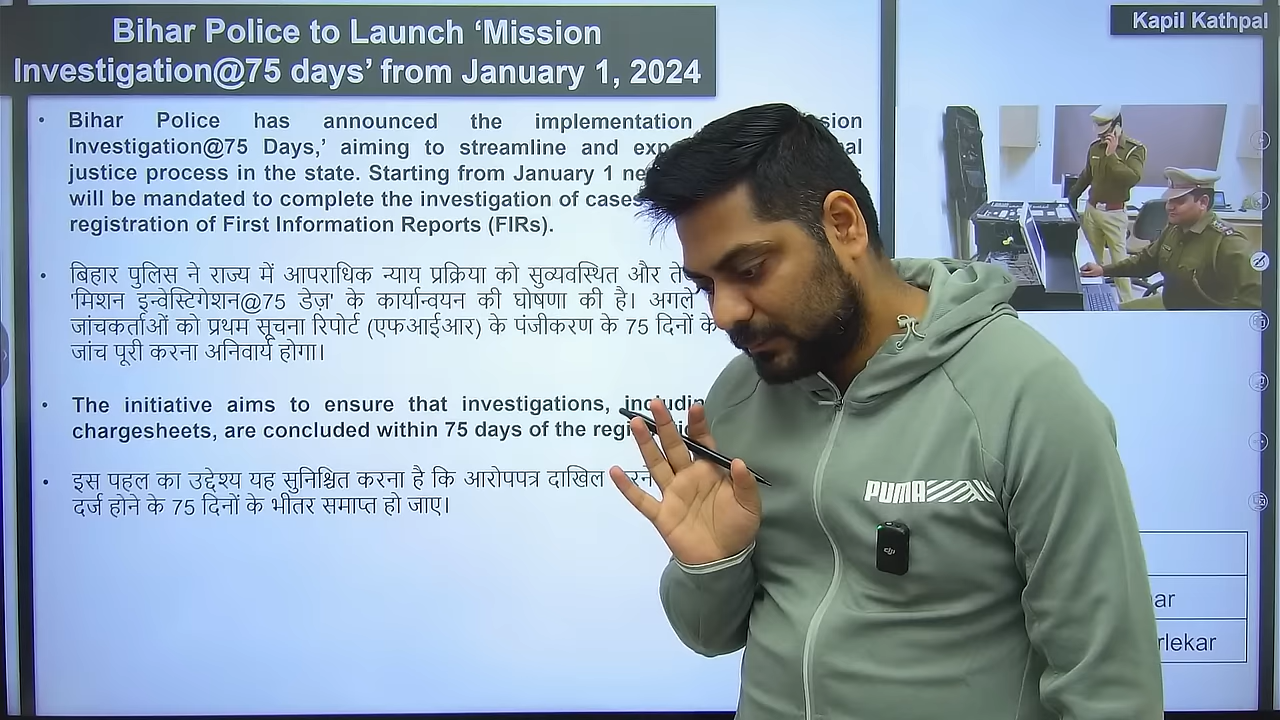 Bihar Police to Launch ‘Mission
Investigation@75 days’ from January 1, 2024
Kapil Kathpal
• Bihar Police has announced the implementation
Investigation@75 Days,’ aiming to streamline and
justice process in the state. Starting from January 1
will be mandated to complete the investigation of cases
registration of First Information Reports (FIRs).
• बिहार पुलिस ने राज्य में आपराधिक न्याय प्रक्रिया को सुव्यवस्थित और
'मिशन इन्वेस्टिगेशन@75 डेज़' के कार्यान्वयन की घोषणा की है। अगले
जांचकर्ताओं को प्रथम सूचना रिपोर्ट (एफआईआर) के पंजीकरण के 75 दिनों के
जांच पूरी करना अनिवार्य होगा।
• The initiative aims to ensure that investigations, including
chargesheets, are concluded within 75 days of the
• इस पहल का उद्देश्य यह सुनिश्चित करना है कि आरोपपत्र दाखिल
दर्ज होने के 75 दिनों के भीतर समाप्त हो जाए।
PUMA
dji